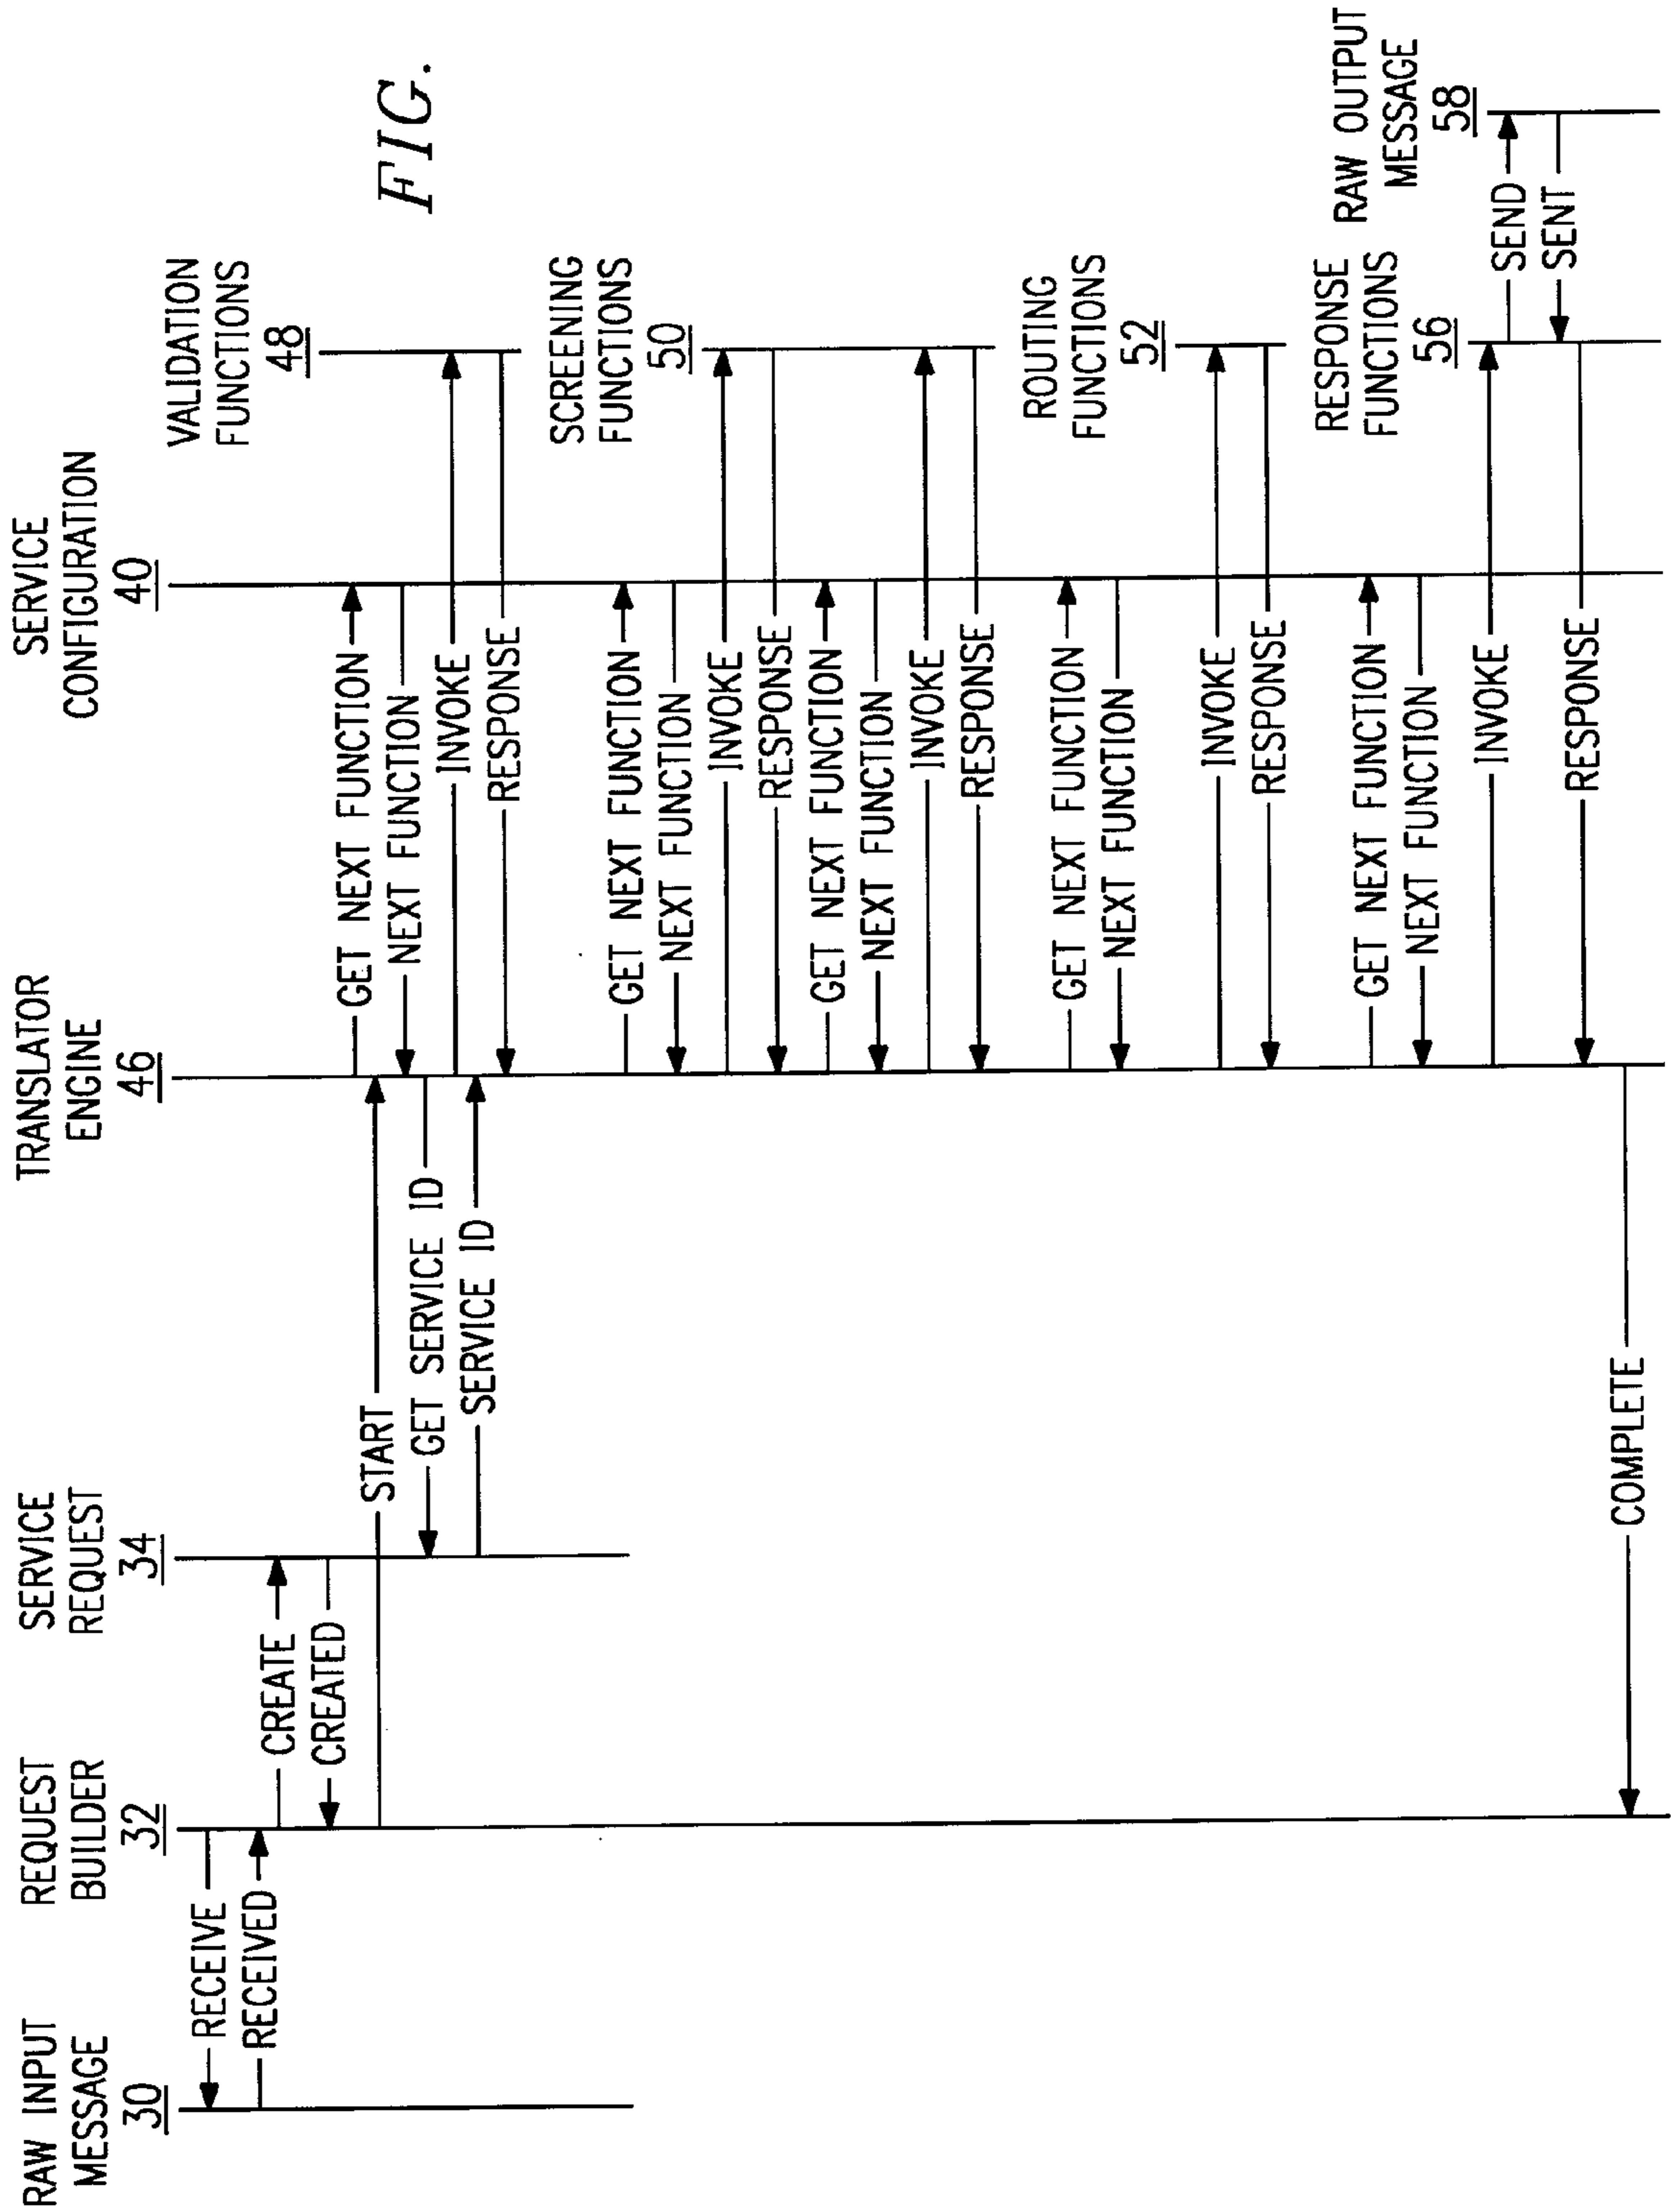 RAW INPUT
MESSAGE
30
REQUEST
BUILDER
32
SERVICE
REQUEST
34
TRANSLATOR
ENGINE
46
SERVICE
CONFIGURATION
40
FIG.
RECEIVE
RECEIVED
CREATE
CREATED
START
GET SERVICE ID
SERVICE ID
VALIDATION
FUNCTIONS
48
GET NEXT FUNCTION
NEXT FUNCTION
INVOKE
RESPONSE
SCREENING
FUNCTIONS
50
GET NEXT FUNCTION
NEXT FUNCTION
INVOKE
RESPONSE
GET NEXT FUNCTION
NEXT FUNCTION
INVOKE
RESPONSE
ROUTING
FUNCTIONS
52
GET NEXT FUNCTION
NEXT FUNCTION
INVOKE
RESPONSE
RESPONSE
FUNCTIONS
56
RAW OUTPUT
MESSAGE
58
GET NEXT FUNCTION
NEXT FUNCTION
INVOKE
SEND
SENT
RESPONSE
COMPLETE